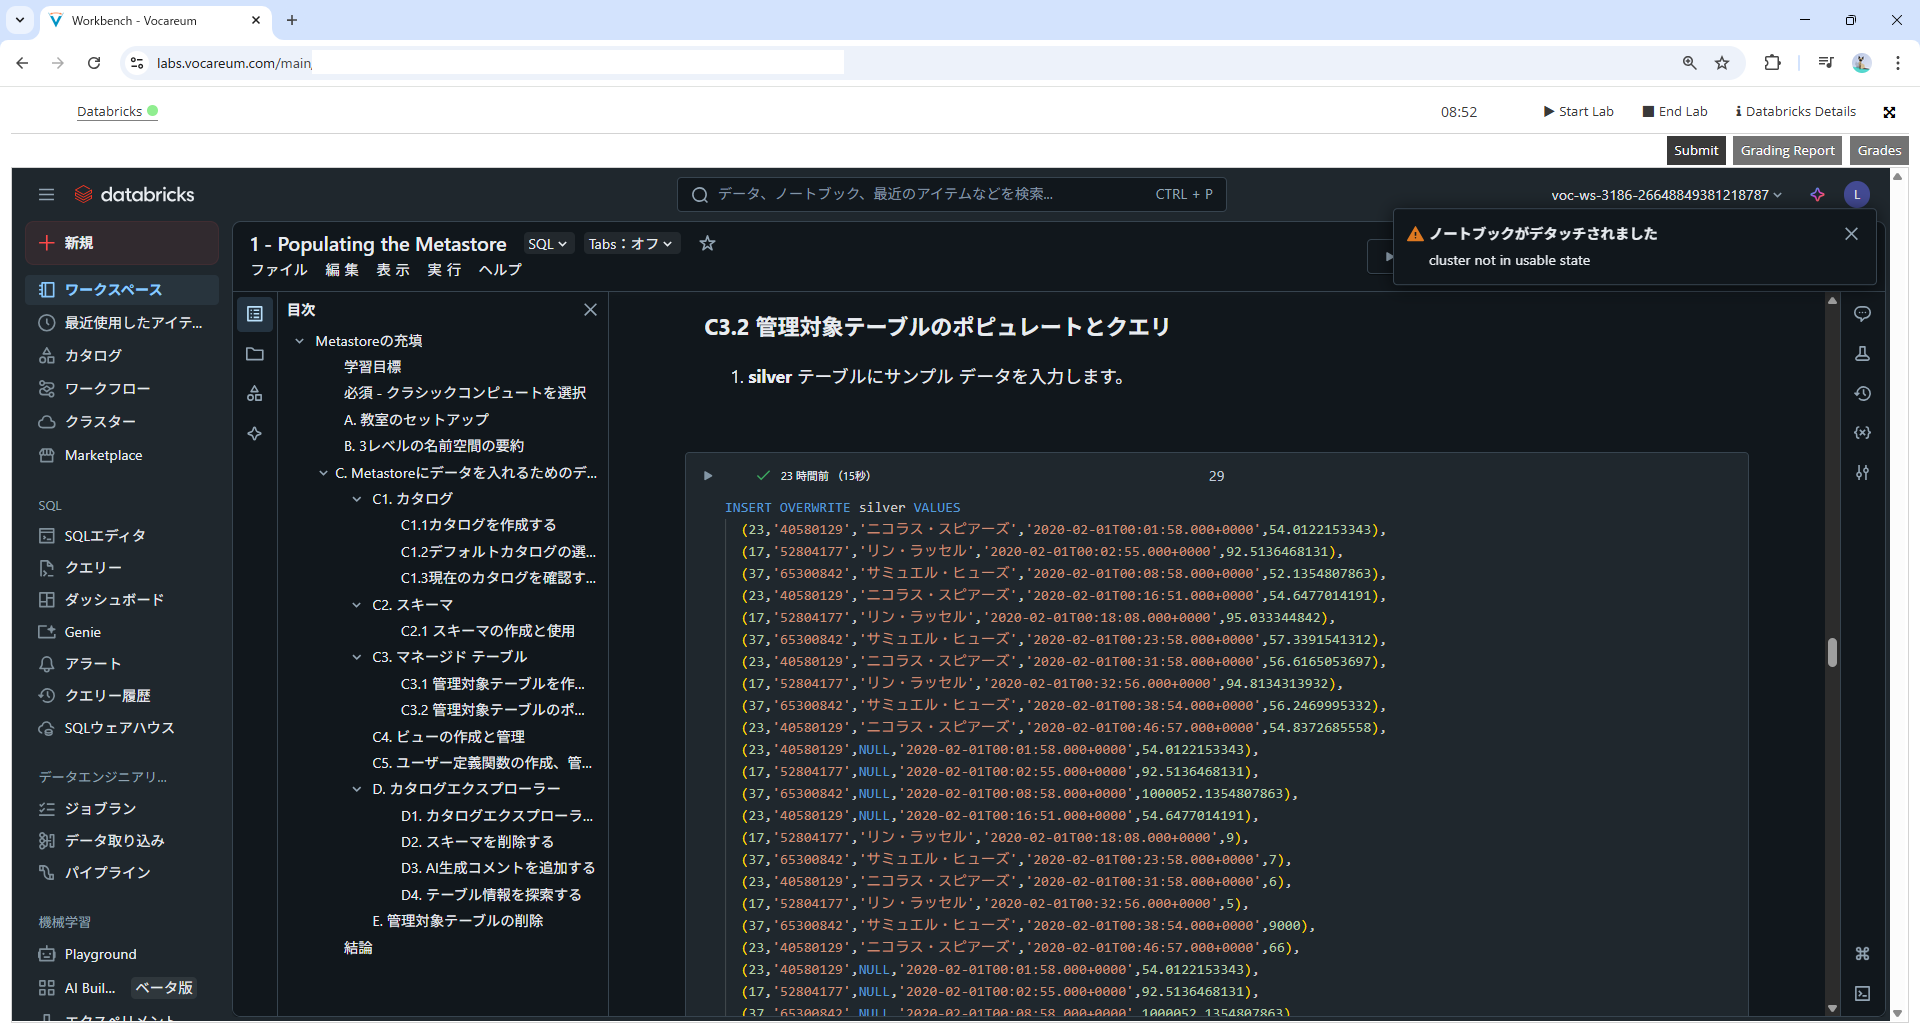 Workbench - Vocareum
labs.vocareum.com/main
Databricks
08:52
Start Lab
End Lab
Databricks Details
Submit
Grading Report
Grades
databricks
データ、ノートブック、最近のアイテムなどを検索...
CTRL + P
voc-ws-3186-26648849381218787
L
新規
ワークスペース
最近使用したアイテ...
カタログ
ワークフロー
クラスター
Marketplace
SQL
SQLエディタ
クエリー
ダッシュボード
Genie
アラート
クエリー履歴
SQLウェアハウス
データエンジニアリ...
ジョブラン
データ取り込み
パイプライン
機械学習
Playground
AI Buil...
ベータ版
エクスペリメント
1 - Populating the Metastore
SQL
Tabs：オフ
ファイル 編集 表示 実行 ヘルプ
ノートブックがデタッチされました
cluster not in usable state
目次
Metastoreの充填
学習目標
必須 - クラシックコンピュートを選択
A. 教室のセットアップ
B. 3レベルの名前空間の要約
C. Metastoreにデータを入れるためのデ...
C1. カタログ
C1.1カタログを作成する
C1.2デフォルトカタログの選...
C1.3現在のカタログを確認す...
C2. スキーマ
C2.1 スキーマの作成と使用
C3. マネージド テーブル
C3.1 管理対象テーブルを作...
C3.2 管理対象テーブルのポ...
C4. ビューの作成と管理
C5. ユーザー定義関数の作成、管...
D. カタログエクスプローラー
D1. カタログエクスプローラ...
D2. スキーマを削除する
D3. AI生成コメントを追加する
D4. テーブル情報を探索する
E. 管理対象テーブルの削除
結論
C3.2 管理対象テーブルのポピュレートとクエリ
1. silver テーブルにサンプル データを入力します。
23 時間前 （15秒）
29
INSERT OVERWRITE silver VALUES
(23,'40580129','ニコラス・スピアーズ','2020-02-01T00:01:58.000+0000',54.0122153343),
(17,'52804177','リン・ラッセル','2020-02-01T00:02:55.000+0000',92.5136468131),
(37,'65300842','サミュエル・ヒューズ','2020-02-01T00:08:58.000+0000',52.1354807863),
(23,'40580129','ニコラス・スピアーズ','2020-02-01T00:16:51.000+0000',54.6477014191),
(17,'52804177','リン・ラッセル','2020-02-01T00:18:08.000+0000',95.033344842),
(37,'65300842','サミュエル・ヒューズ','2020-02-01T00:23:58.000+0000',57.3391541312),
(23,'40580129','ニコラス・スピアーズ','2020-02-01T00:31:58.000+0000',56.6165053697),
(17,'52804177','リン・ラッセル','2020-02-01T00:32:56.000+0000',94.8134313932),
(37,'65300842','サミュエル・ヒューズ','2020-02-01T00:38:54.000+0000',56.2469995332),
(23,'40580129','ニコラス・スピアーズ','2020-02-01T00:46:57.000+0000',54.8372685558),
(23,'40580129',NULL,'2020-02-01T00:01:58.000+0000',54.0122153343),
(17,'52804177',NULL,'2020-02-01T00:02:55.000+0000',92.5136468131),
(37,'65300842',NULL,'2020-02-01T00:08:58.000+0000',1000052.1354807863),
(23,'40580129',NULL,'2020-02-01T00:16:51.000+0000',54.6477014191),
(17,'52804177','リン・ラッセル','2020-02-01T00:18:08.000+0000',9),
(37,'65300842','サミュエル・ヒューズ','2020-02-01T00:23:58.000+0000',7),
(23,'40580129','ニコラス・スピアーズ','2020-02-01T00:31:58.000+0000',6),
(17,'52804177','リン・ラッセル','2020-02-01T00:32:56.000+0000',5),
(37,'65300842','サミュエル・ヒューズ','2020-02-01T00:38:54.000+0000',9000),
(23,'40580129','ニコラス・スピアーズ','2020-02-01T00:46:57.000+0000',66),
(23,'40580129',NULL,'2020-02-01T00:01:58.000+0000',54.0122153343),
(17,'52804177',NULL,'2020-02-01T00:02:55.000+0000',92.5136468131),
(37,'65300842',NULL,'2020-02-01T00:08:58.000+0000',1000052.1354807863)